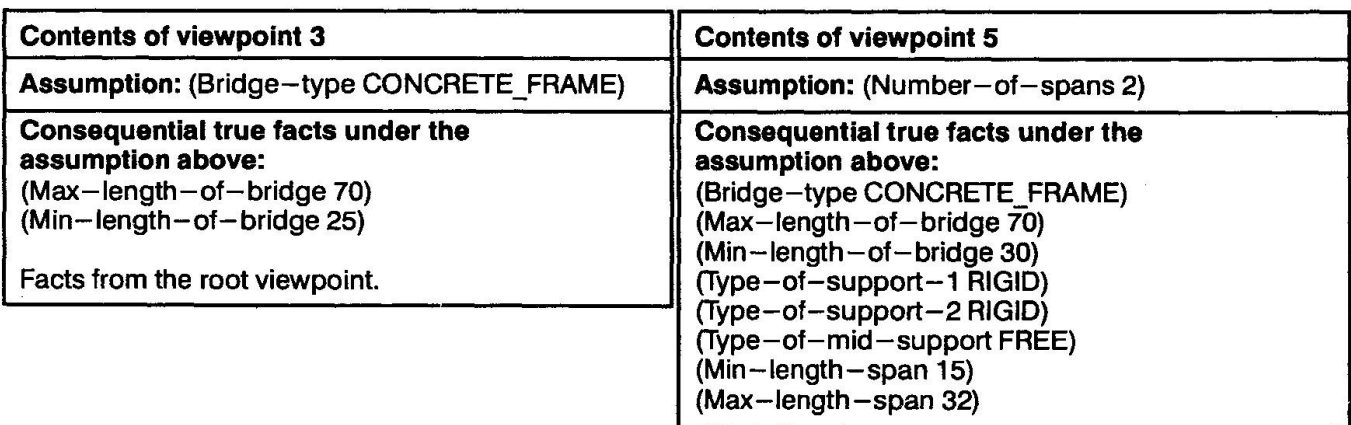 Contents of viewpoint 3
Assumption: (Bridge−type CONCRETE_FRAME)
Consequential true facts under the
assumption above:
(Max−length−of−bridge 70)
(Min−length−of−bridge 25)
Facts from the root viewpoint.
Contents of viewpoint 5
Assumption: (Number−of−spans 2)
Consequential true facts under the
assumption above:
(Bridge−type CONCRETE_FRAME)
(Max−length−of−bridge 70)
(Min−length−of−bridge 30)
(Type−of−support−1 RIGID)
(Type−of−support−2 RIGID)
(Type−of−mid−support FREE)
(Min−length−span 15)
(Max−length−span 32)